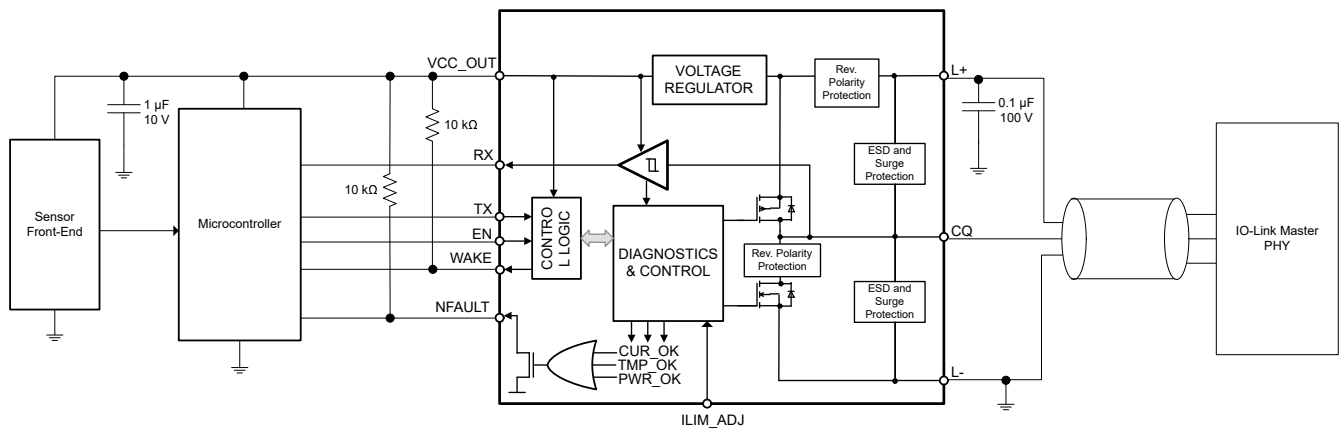 VCC_OUT
VOLTAGE
REGULATOR
Rev.
Polarity
Protection
L+
1 µF
10 V
10 kΩ
0.1 µF
100 V
RX
ESD and
Surge
Protection
10 kΩ
Sensor
Front-End
Microcontroller
TX
EN
WAKE
CONTRO
L LOGIC
DIAGNOSTICS
& CONTROL
Rev. Polarity
Protection
CQ
IO-Link Master
PHY
ESD and
Surge
Protection
NFAULT
CUR_OK
TMP_OK
PWR_OK
L-
ILIM_ADJ